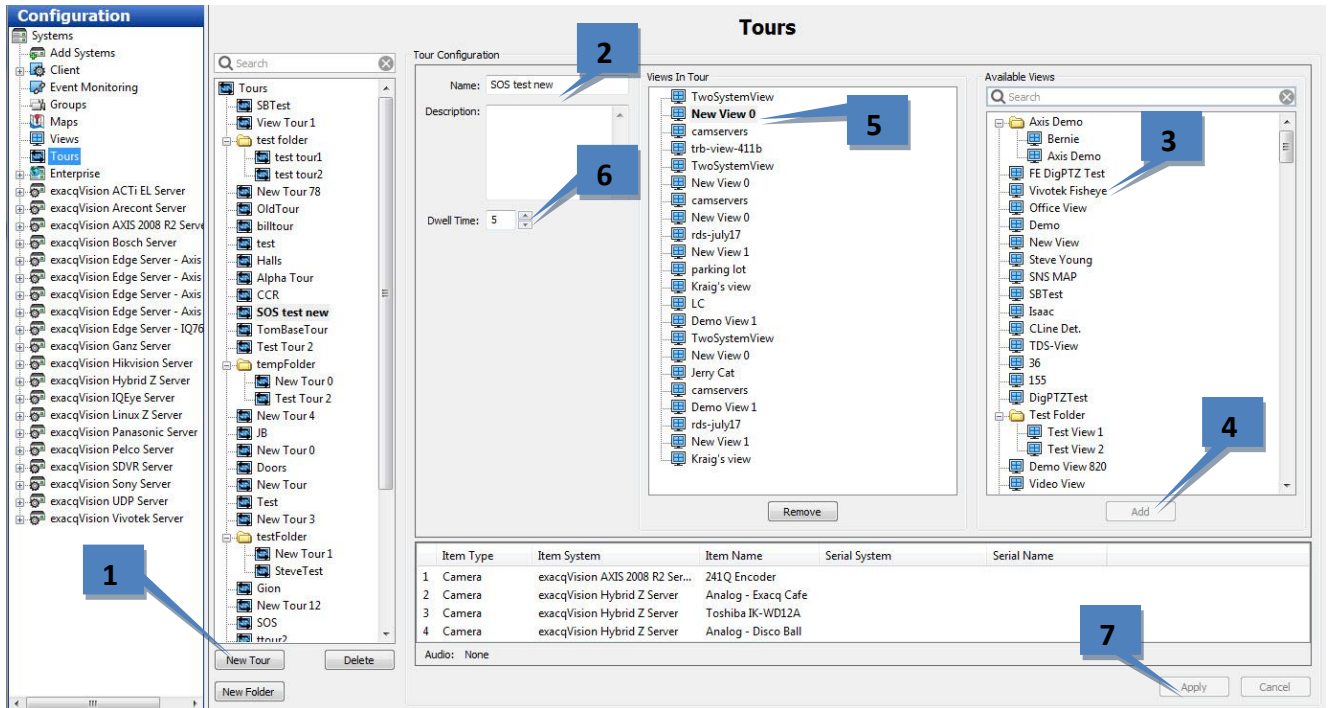 Configuration
Systems
Add Systems
Client
Event Monitoring
Groups
Maps
Views
Tours
Enterprise
exacqVision ACTi EL Server
exacqVision Arecont Server
exacqVision AXIS 2008 R2 Serve
exacqVision Bosch Server
exacqVision Edge Server - Axis
exacqVision Edge Server - Axis
exacqVision Edge Server - Axis
exacqVision Edge Server - Axis
exacqVision Edge Server - IQ76
exacqVision Ganz Server
exacqVision Hikvision Server
exacqVision Hybrid Z Server
exacqVision IQEye Server
exacqVision Linux Z Server
exacqVision Panasonic Server
exacqVision Pelco Server
exacqVision SDVR Server
exacqVision Sony Server
exacqVision UDP Server
exacqVision Vivotek Server
1
Search
Tours
SBTest
View Tour 1
test folder
test tour1
test tour2
New Tour 78
OldTour
billtour
test
Halls
Alpha Tour
CCR
SOS test new
TomBaseTour
Test Tour 2
tempFolder
New Tour 0
Test Tour 2
New Tour 4
JB
New Tour 0
Doors
New Tour
Test
New Tour 3
testFolder
New Tour 1
SteveTest
Gion
New Tour 12
SOS
ttour2
New Tour Delete
New Folder
Tours
Tour Configuration
2
Name: SOS test new
Description:
6
Dwell Time: 5
Views In Tour
TwoSystemView
New View 0
camservers
trb-view-411b
TwoSystemView
New View 0
camservers
New View 0
rds-july17
New View 1
parking lot
Kraig's view
LC
Demo View 1
TwoSystemView
New View 0
Jerry Cat
camservers
Demo View 1
rds-july17
New View 1
Kraig's view
5
Remove
Available Views
Search
Axis Demo
Bernie
Axis Demo
FE DigPTZ Test
Vivotek Fisheye
Office View
Demo
New View
Steve Young
SNS MAP
SBTest
Isaac
CLine Det.
TDS-View
36
155
DigPTZTest
Test Folder
Test View 1
Test View 2
Demo View 820
Video View
3
4
Add
Item Type Item System Item Name Serial System Serial Name
1 Camera exacqVision AXIS 2008 R2 Ser... 241Q Encoder
2 Camera exacqVision Hybrid Z Server Analog - Exacq Cafe
3 Camera exacqVision Hybrid Z Server Toshiba IK-WD12A
4 Camera exacqVision Hybrid Z Server Analog - Disco Ball
Audio: None
7
Apply Cancel